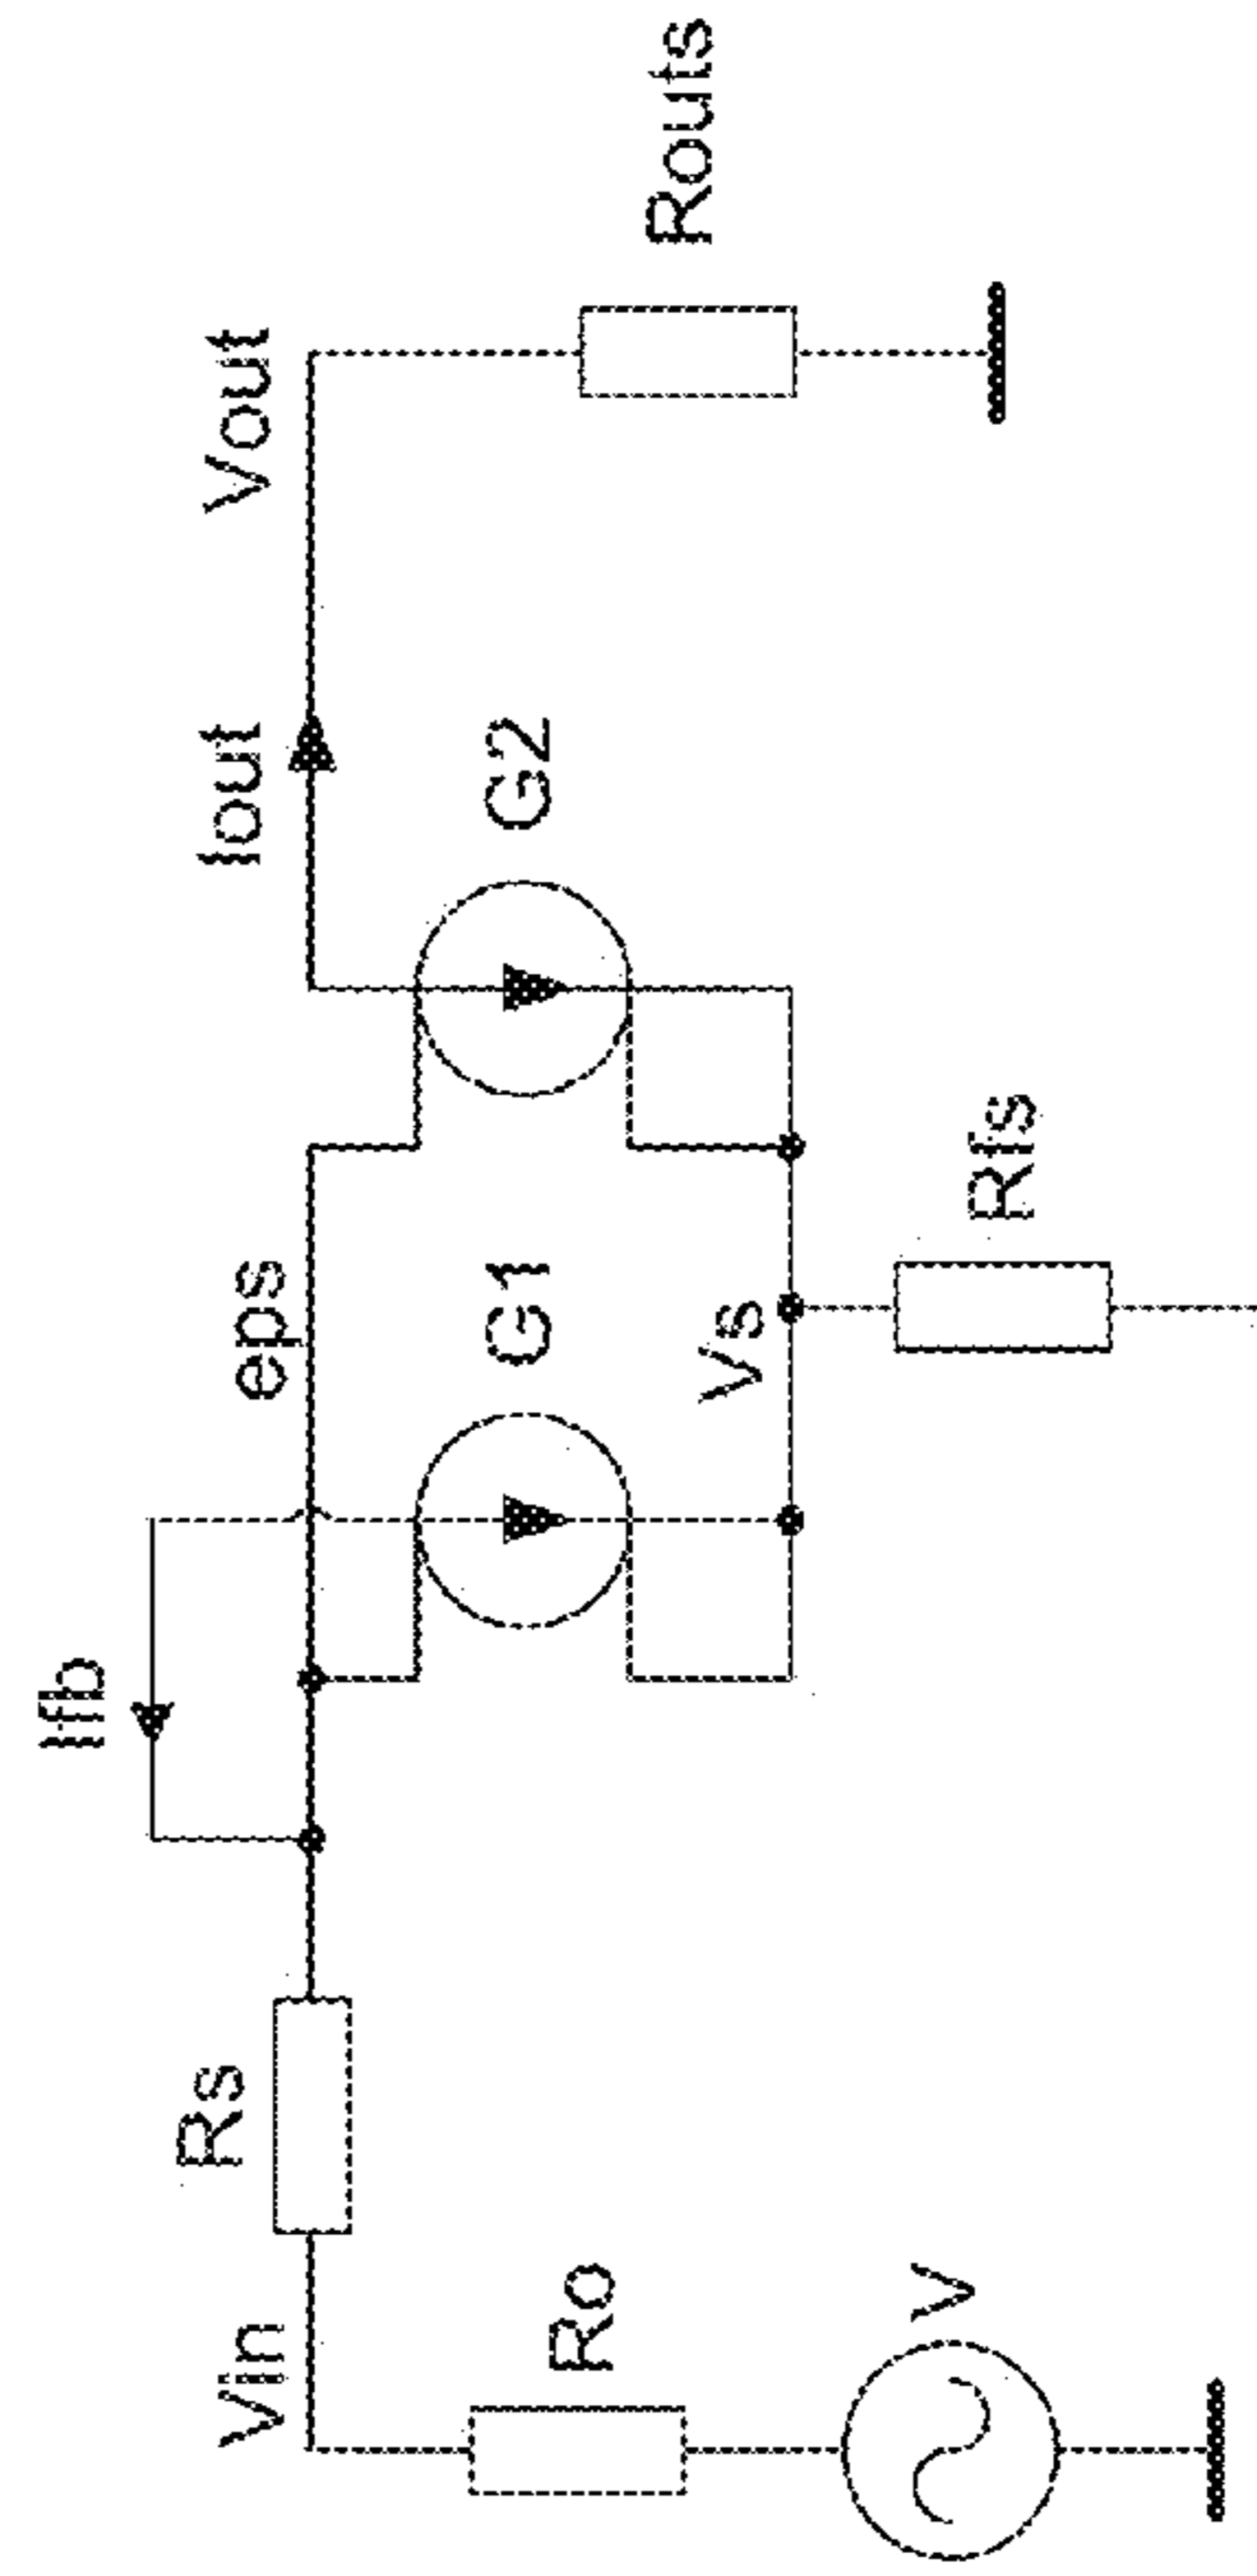 Vin
Ro
V
Rs
Ifb
eps
G1
Vs
Rfs
G2
Iout
Vout
Routs